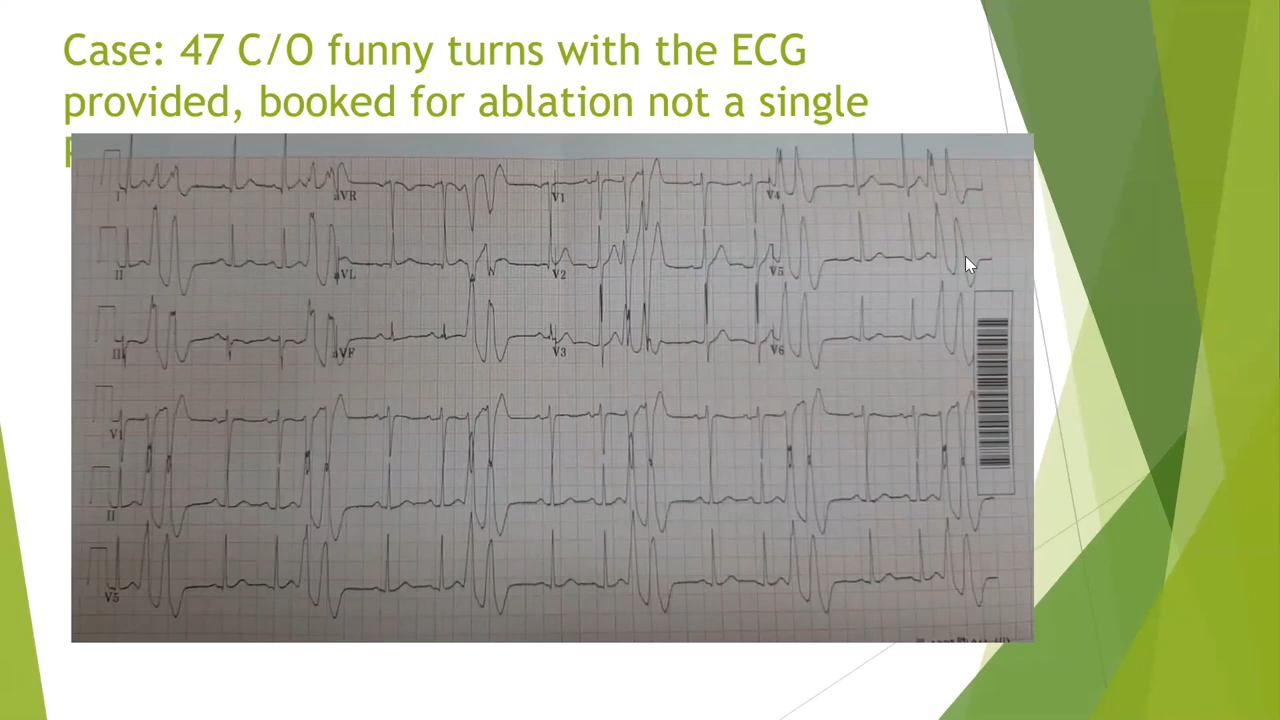 Case: 47 C/O funny turns with the ECG
provided, booked for ablation not a single
I
aVR
V1
V4
II
aVL
V2
V5
III
aVF
V3
V6
V1
II
V5